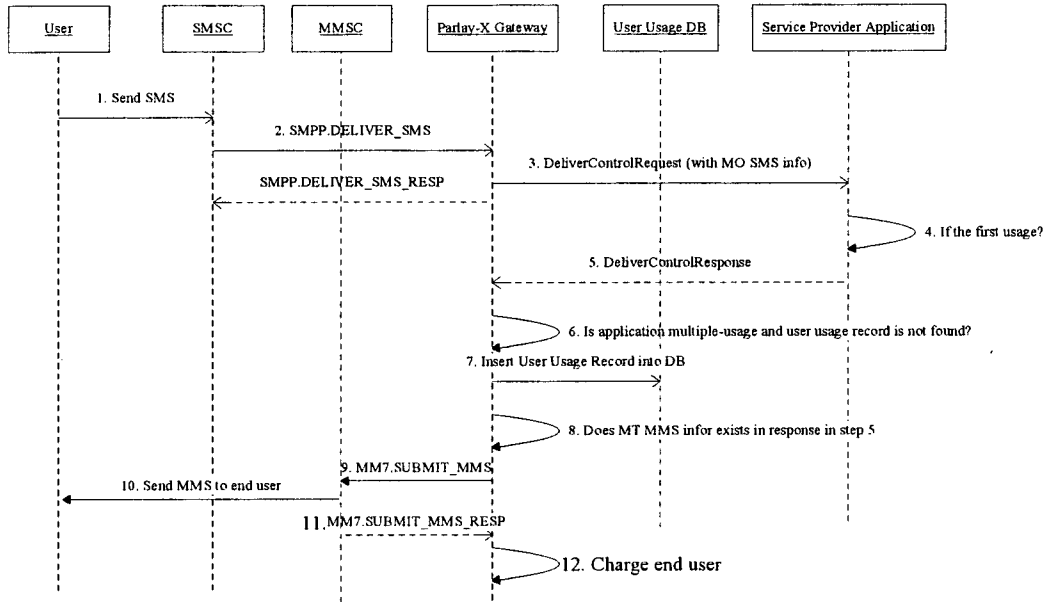 User
SMSC
MMSC
Parlay-X Gateway
User Usage DB
Service Provider Application
1. Send SMS
2. SMPP.DELIVER_SMS
3. DeliverControlRequest (with MO SMS info)
SMPP.DELIVER_SMS_RESP
4. If the first usage?
5. DeliverControlResponse
6. Is application multiple-usage and user usage record is not found?
7. Insert User Usage Record into DB
8. Does MT MMS infor exists in response in step 5
9. MM7.SUBMIT_MMS
10. Send MMS to end user
11. MM7.SUBMIT_MMS_RESP
12. Charge end user